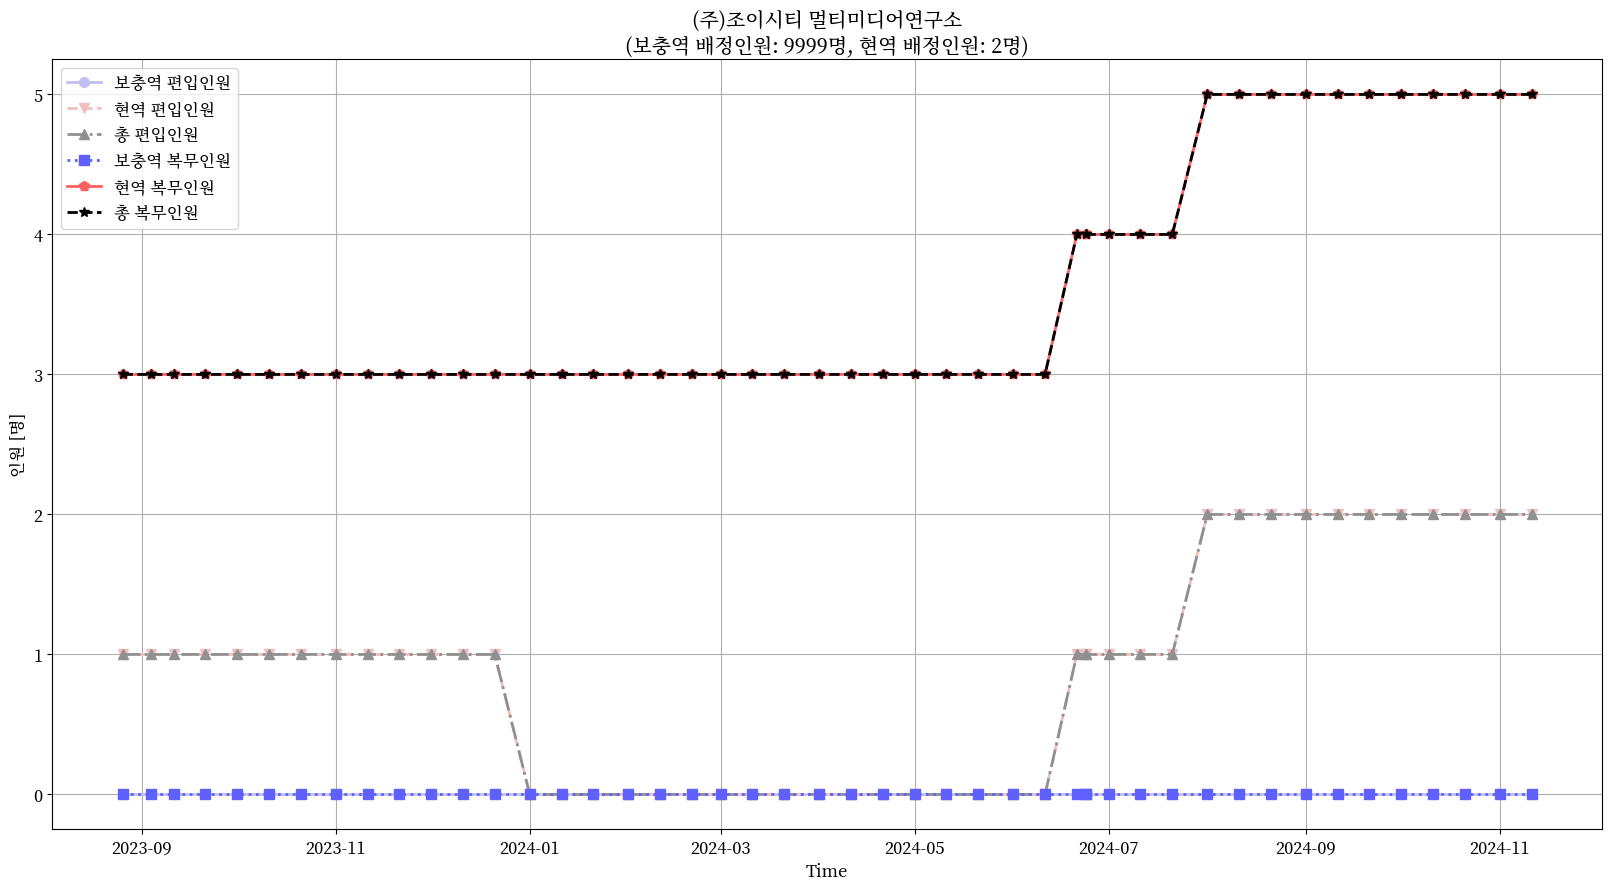 (주)조이시티 멀티미디어연구소
(보충역 배정인원: 9999명, 현역 배정인원: 2명)
보충역 편입인원
현역 편입인원
총 편입인원
보충역 복무인원
현역 복무인원
총 복무인원
5
4
3
2
1
0
인원 [명]
2023-09
2023-11
2024-01
2024-03
2024-05
2024-07
2024-09
2024-11
Time